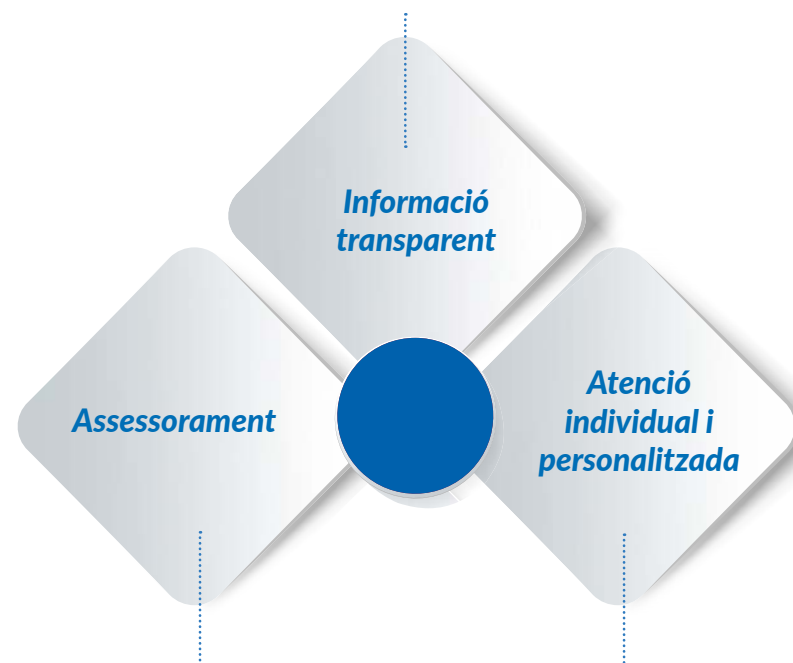 Informació
transparent
Assessorament
Atenció
individual i
personalitzada